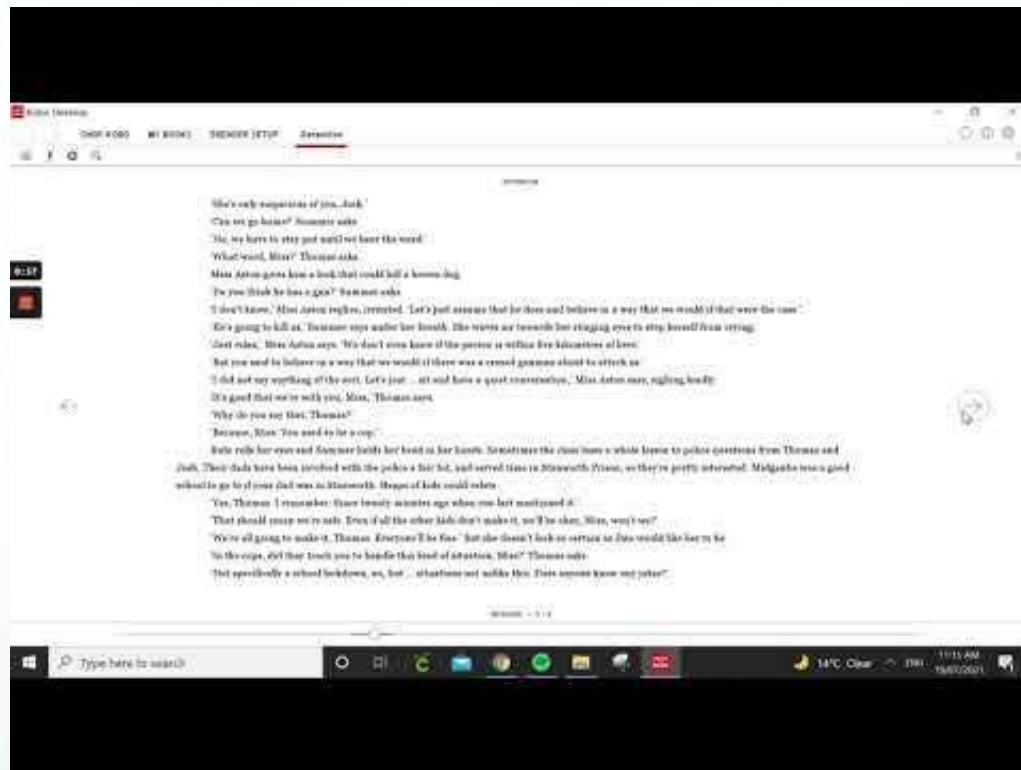 Kobo Desktop
SHOP KOBO MY BOOKS EREADER SETUP Detention
'She's only suspicious of you, Josh.'
'Can we go home?' Summer asks.
'No, we have to stay put until we hear the word.'
'What word, Miss?' Thomas asks.
Miss Aston gives him a look that could kill a brown dog.
'Do you think he has a gun?' Summer asks.
'I don't know,' Miss Aston replies, irritated. 'Let's just assume that he does and behave in a way that we would if that were the case.'
'He's going to kill us,' Summer says under her breath. She waves air towards her stinging eyes to stop herself from crying.
'Just relax,' Miss Aston says. 'We don't even know if the person is within five kilometres of here.'
'But you said to behave in a way that we would if there was a crazed gunman about to attack us.'
'I did not say anything of the sort. Let's just ... sit and have a quiet conversation,' Miss Aston says, sighing loudly.
'It's good that we're with you, Miss,' Thomas says.
'Why do you say that, Thomas?'
'Because, Miss. You used to be a cop.'
rolls her eyes and Summer holds her head in her hands. Sometimes the class loses a whole lesson to police questions from Thomas and
Josh. Their dads have been involved with the police a fair bit, and served time in Prison, so they're pretty interested. Midgenba was a good
school to go to if your dad was in Heaps of kids could relate.
'Yes, Thomas. I remember. Since twenty minutes ago when you last mentioned it.'
'That should mean we're safe. Even if all the other kids don't make it, we'll be okay, Miss, won't we?'
'We're all going to make it, Thomas. Everyone'll be fine.' But she doesn't look as certain as would like her to be.
'In the cops, did they teach you to handle this kind of situation, Miss?' Thomas asks.
'Not specifically a school lockdown, no, but ... situations not unlike this. Does anyone know any jokes?'
0:57
Type here to search
14°C Clear
ENG
11:15 AM
15/07/2021